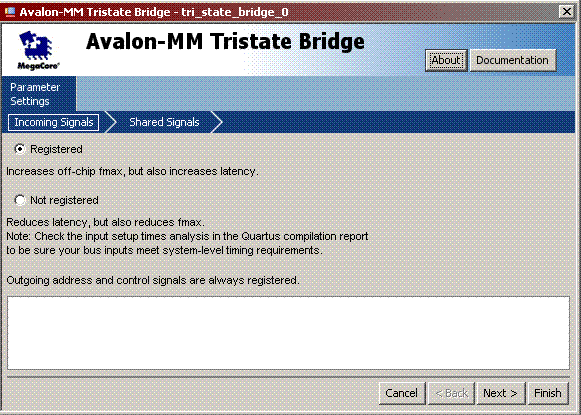 Avalon-MM Tristate Bridge - tri_state_bridge_0
Avalon-MM Tristate Bridge
MegaCore®
About
Documentation
Parameter
Settings
Incoming Signals
Shared Signals
Registered
Increases off-chip fmax, but also increases latency.
Not registered
Reduces latency, but also reduces fmax.
Note: Check the input setup times analysis in the Quartus compilation report
to be sure your bus inputs meet system-level timing requirements.
Outgoing address and control signals are always registered.
Cancel
< Back
Next >
Finish